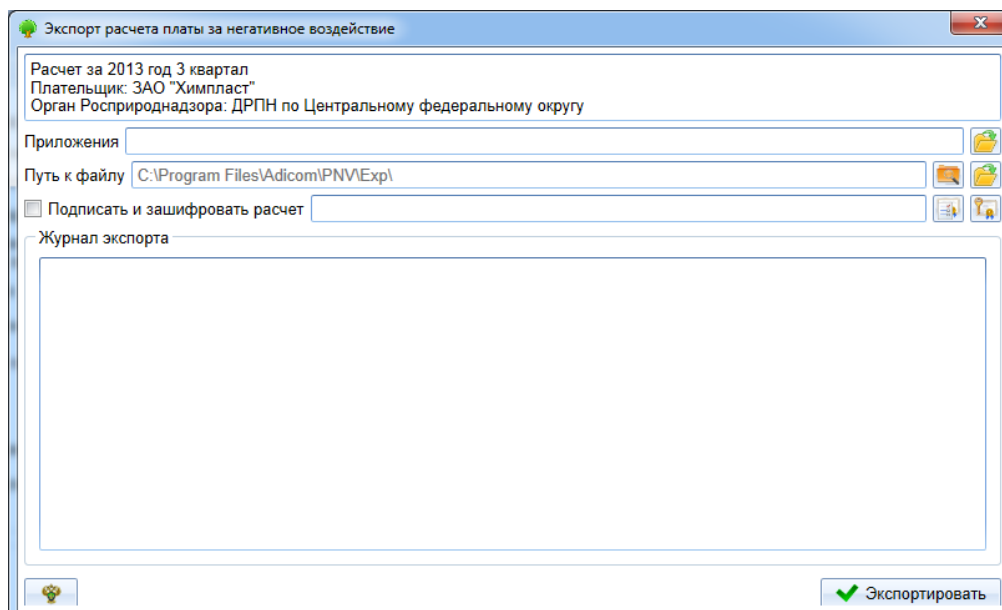 Экспорт расчета платы за негативное воздействие
Расчет за 2013 год 3 квартал
Плательщик: ЗАО "Химпласт"
Орган Росприроднадзора: ДРПН по Центральному федеральному округу
Приложения
Путь к файлу C:\Program Files\Adicom\PNV\Exp\
Подписать и зашифровать расчет
Журнал экспорта
Экспортировать